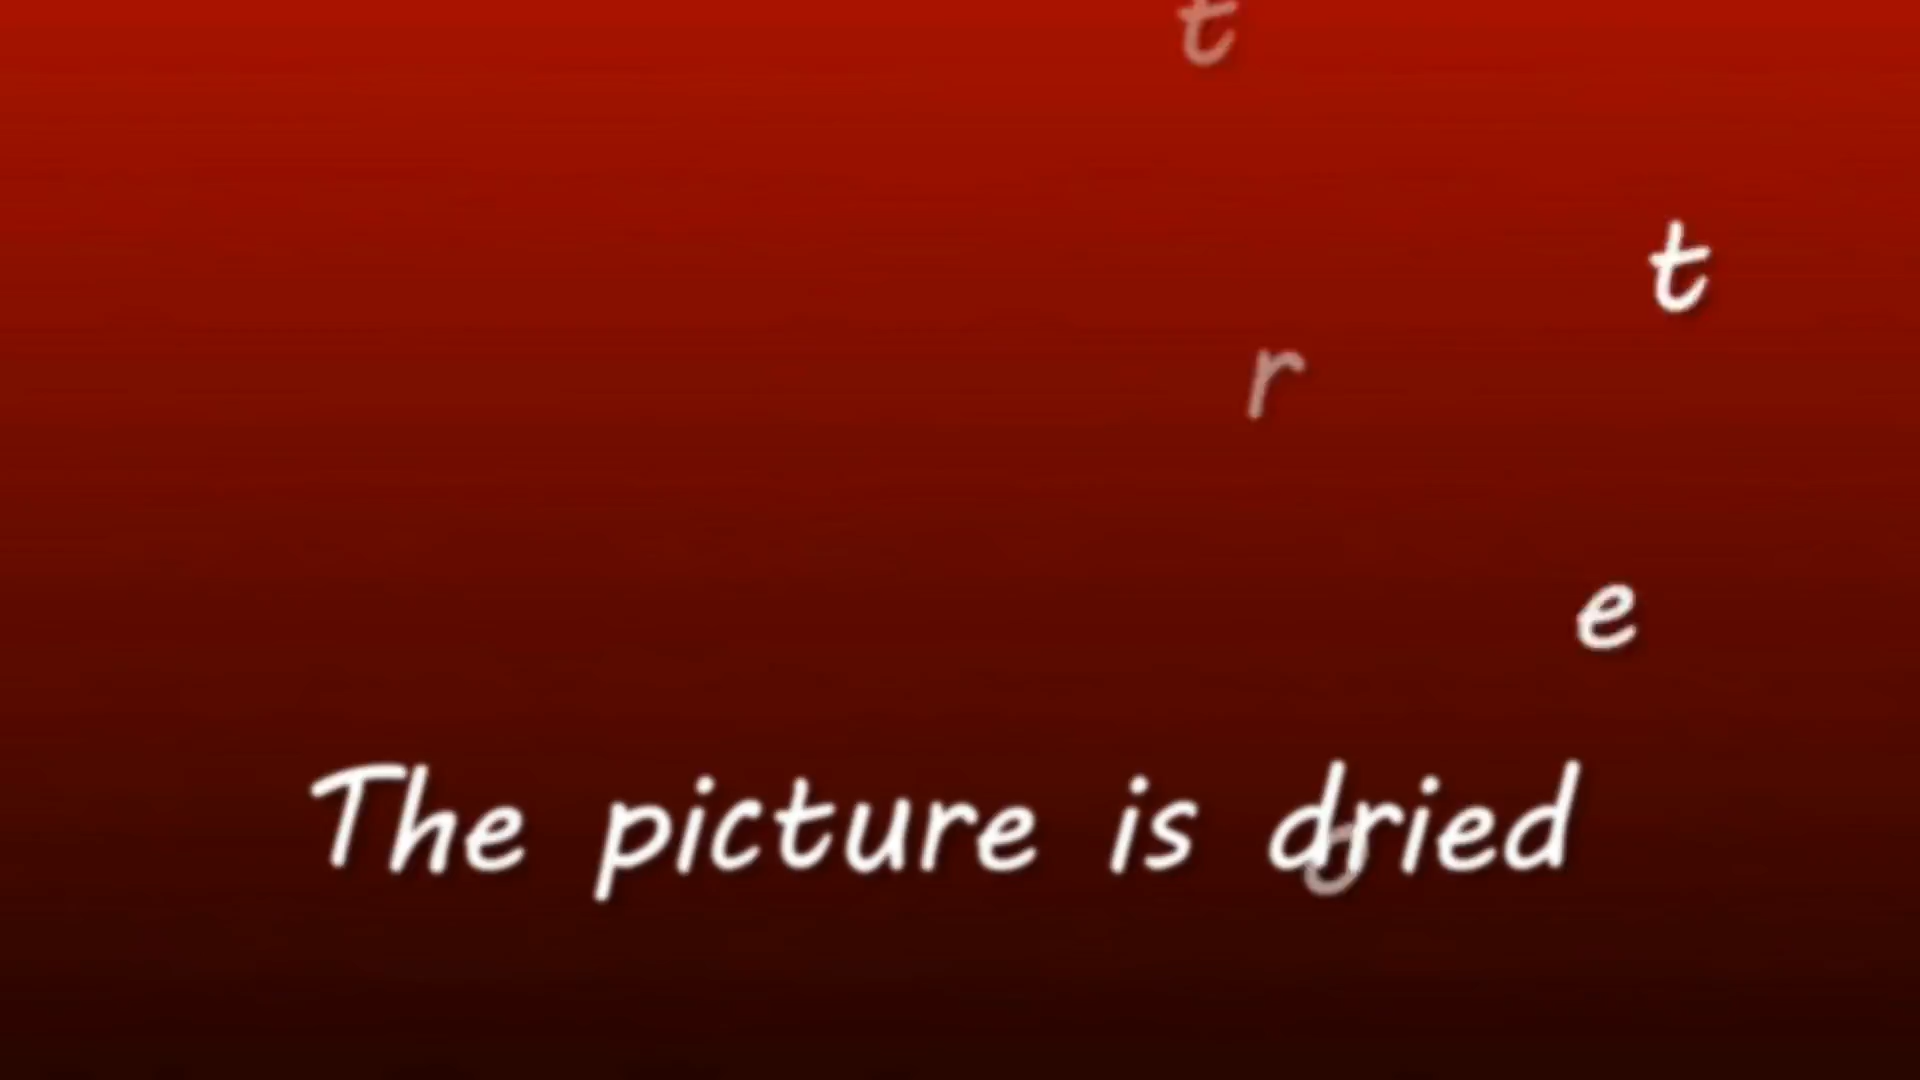 t
t
r
e
The picture is dried